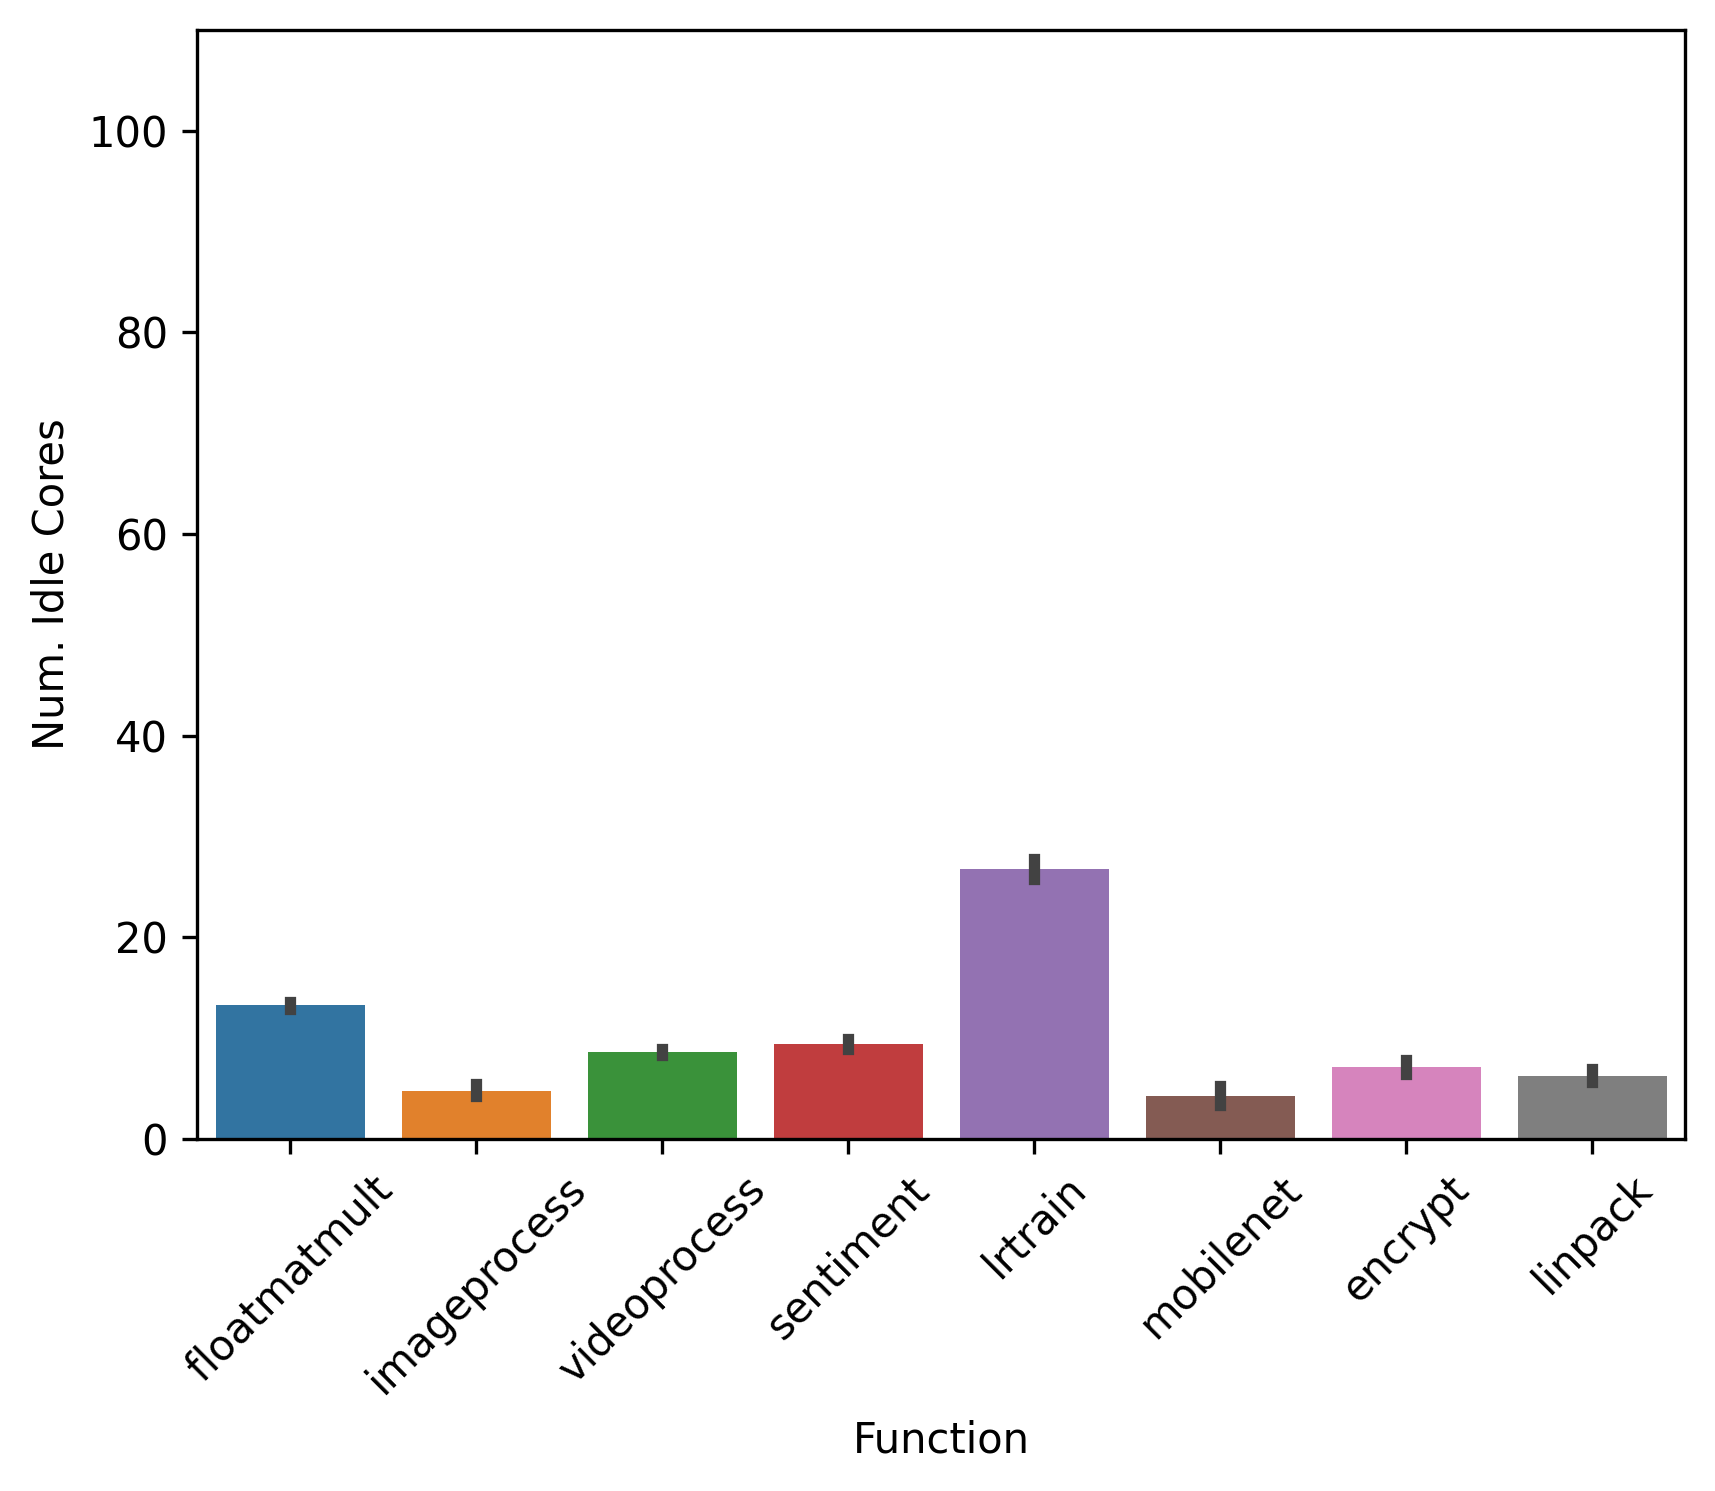 100
80
60
40
20
0
Num. Idle Cores
floatmatmult
imageprocess
videoprocess
sentiment
lrtrain
mobilenet
encrypt
linpack
Function